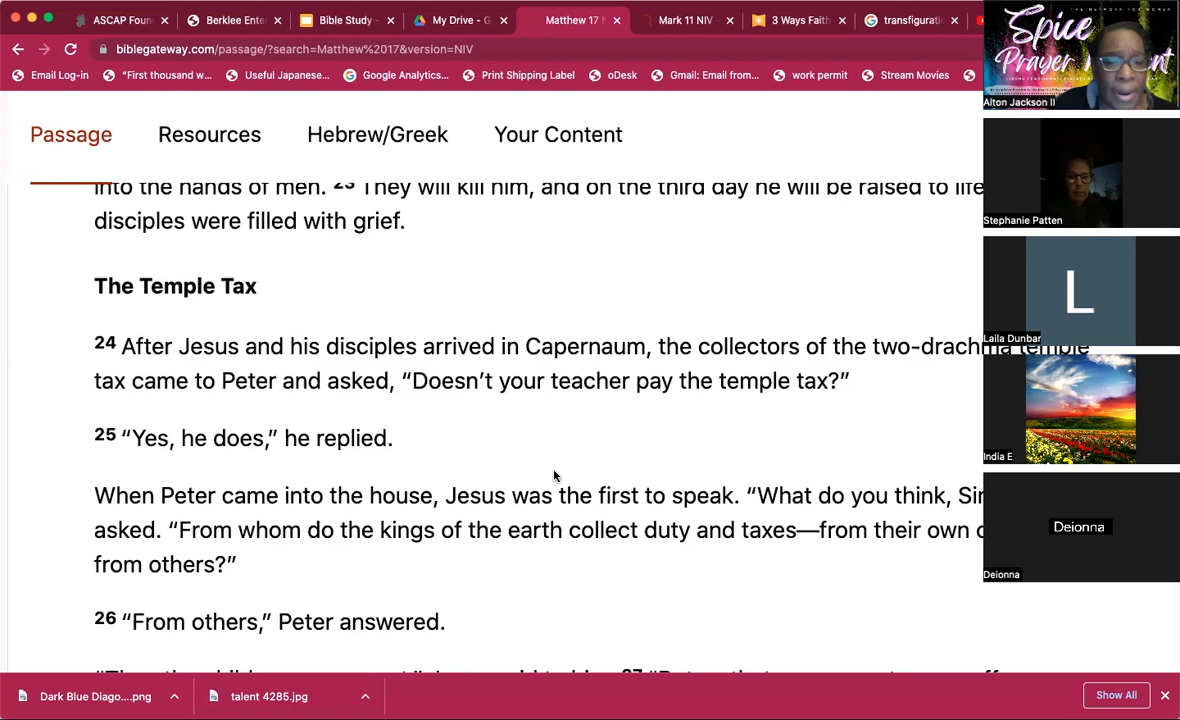 ASCAP Foun
Berklee Ente
Bible Study -
My Drive - G
Matthew 17 N
Mark 11 NIV -
3 Ways Faith
transfigurati
biblegateway.com/passage/?search=Matthew%2017&version=NIV
Email Log-in
"First thousand w...
Useful Japanese...
Google Analytics...
Print Shipping Label
oDesk
Gmail: Email from...
work permit
Stream Movies
Spice
Prayer
Alton Jackson II
Passage
Resources
Hebrew/Greek
Your Content
into the hands of men. 23 They will kill him, and on the third day he will be raised to life
disciples were filled with grief.
Stephanie Patten
The Temple Tax
L
Laila Dunbar
24 After Jesus and his disciples arrived in Capernaum, the collectors of the two-drachma temple
tax came to Peter and asked, “Doesn’t your teacher pay the temple tax?”
25 “Yes, he does,” he replied.
India E
When Peter came into the house, Jesus was the first to speak. “What do you think, Si
asked. “From whom do the kings of the earth collect duty and taxes—from their own
from others?”
Deionna
Deionna
26 “From others,” Peter answered.
Dark Blue Diago....png
talent 4285.jpg
Show All